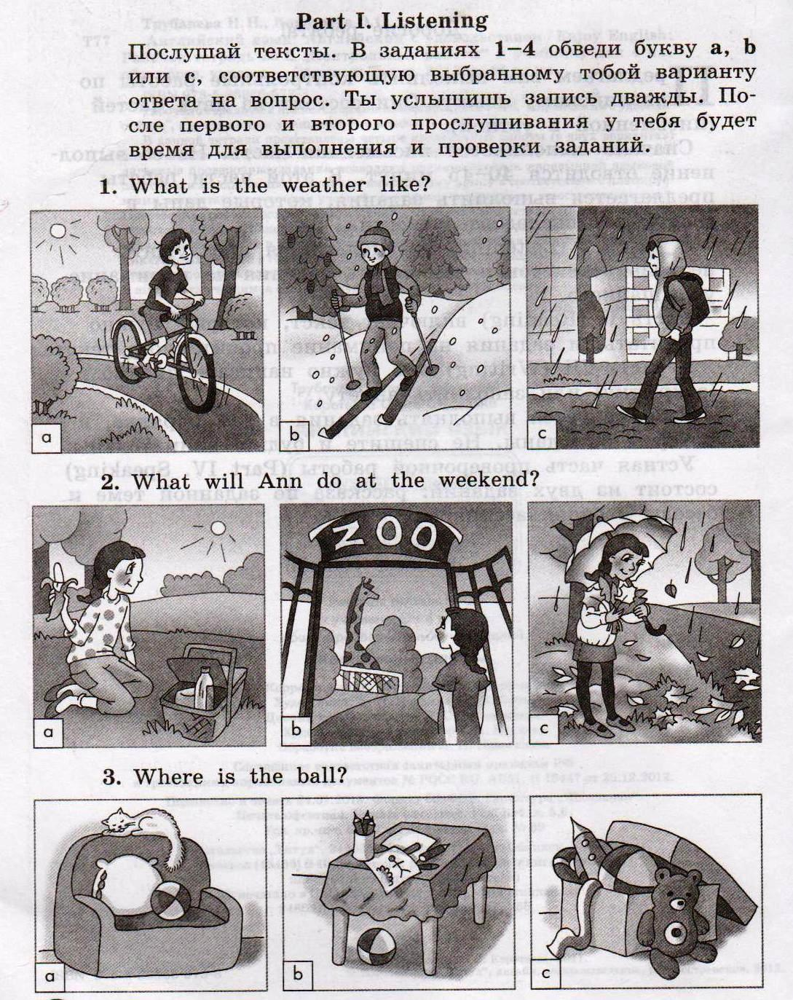 Part I. Listening
Послушай тексты. В заданиях 1–4 обведи букву a, b
или c, соответствующую выбранному тобой варианту
ответа на вопрос. Ты услышишь запись дважды. По-
сле первого и второго прослушивания у тебя будет
время для выполнения и проверки заданий.
1. What is the weather like?
a
b
c
2. What will Ann do at the weekend?
ZOO
a
b
c
3. Where is the ball?
a
b
c